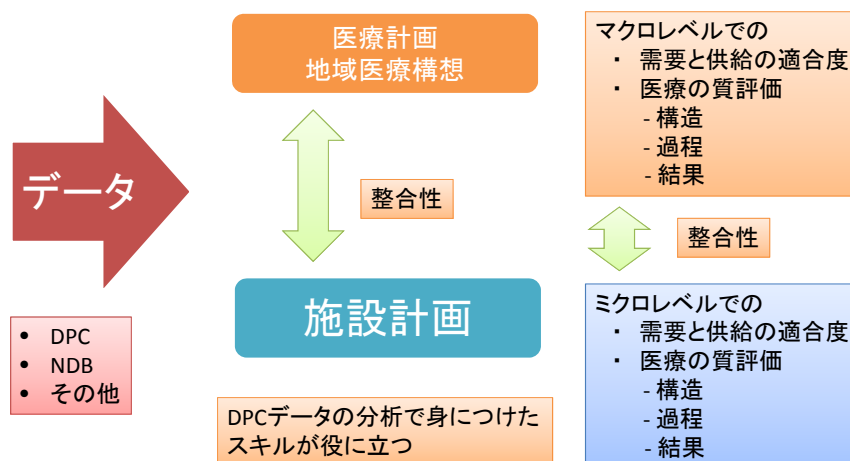 医療計画
地域医療構想
マクロレベルでの
・ 需要と供給の適合度
・ 医療の質評価
- 構造
- 過程
- 結果
データ
整合性
整合性
施設計画
ミクロレベルでの
・ 需要と供給の適合度
・ 医療の質評価
- 構造
- 過程
- 結果
• DPC
• NDB
• その他
DPCデータの分析で身につけた
スキルが役に立つ